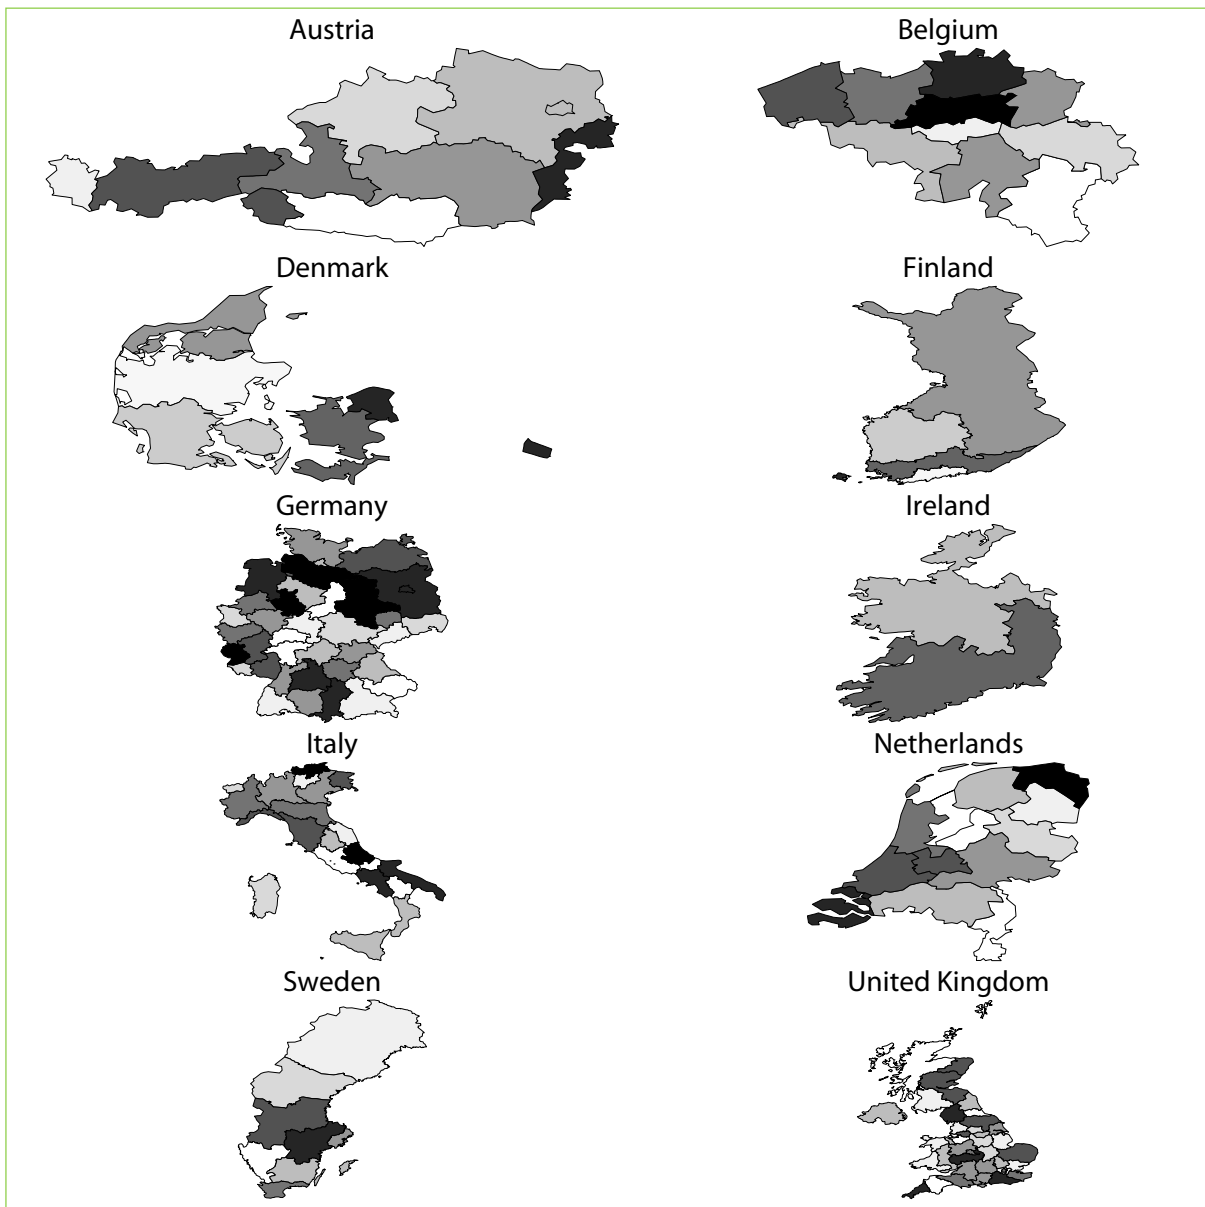 Austria
Belgium
Denmark
Finland
Germany
Ireland
Italy
Netherlands
Sweden
United Kingdom